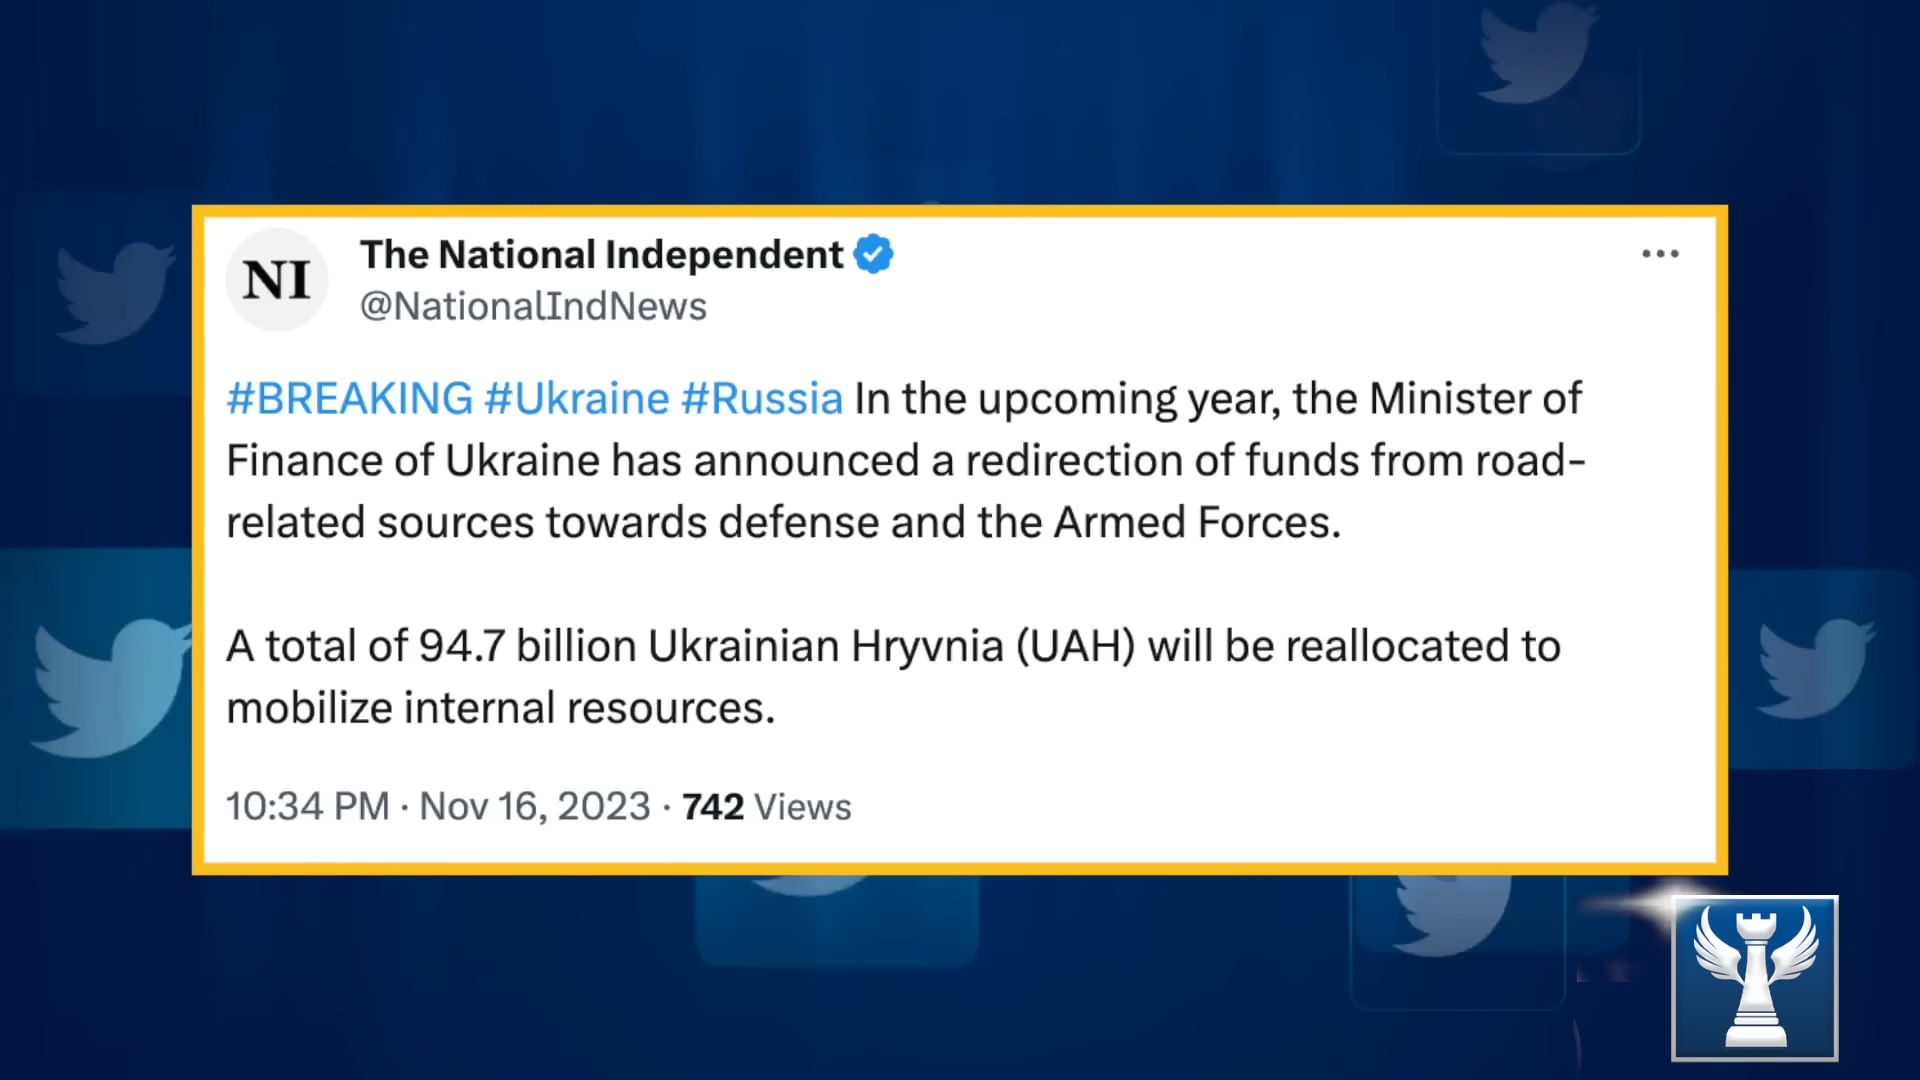 NI
The National Independent
@NationalIndNews
#BREAKING #Ukraine #Russia In the upcoming year, the Minister of
Finance of Ukraine has announced a redirection of funds from road-
related sources towards defense and the Armed Forces.
A total of 94.7 billion Ukrainian Hryvnia (UAH) will be reallocated to
mobilize internal resources.
10:34 PM · Nov 16, 2023 · 742 Views